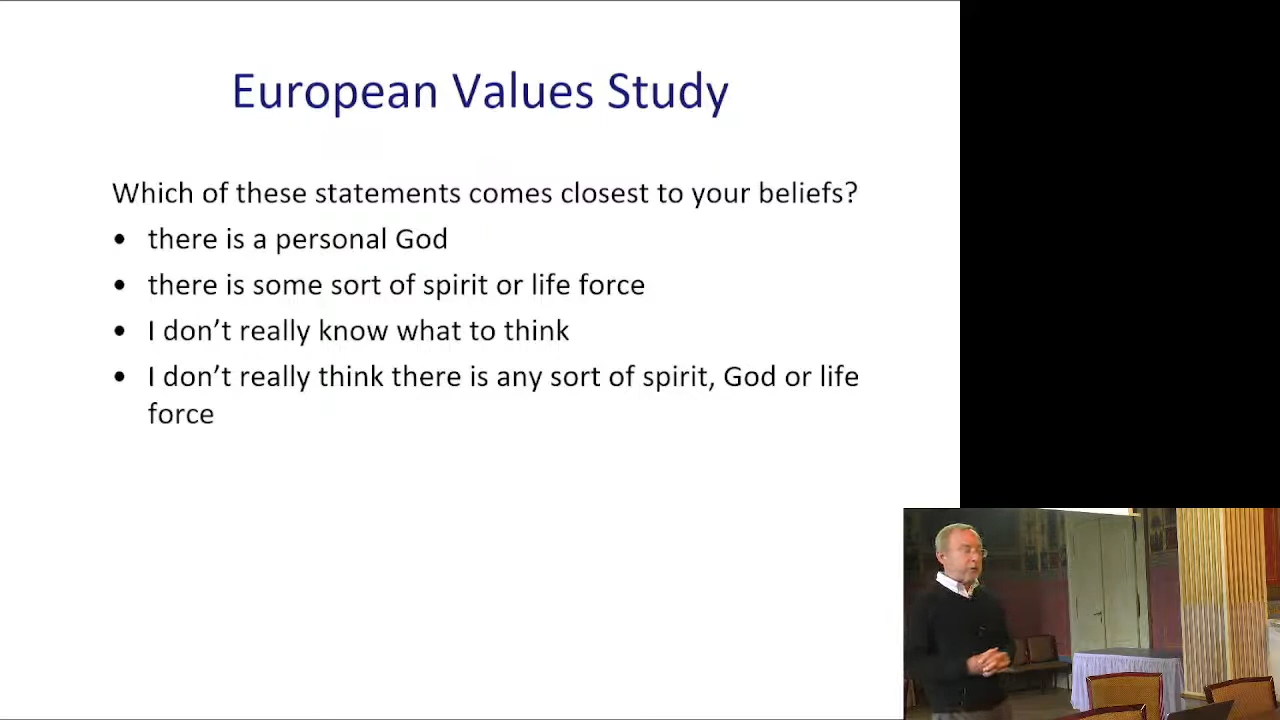 European Values Study
Which of these statements comes closest to your beliefs?
• there is a personal God
• there is some sort of spirit or life force
• I don’t really know what to think
• I don’t really think there is any sort of spirit, God or life
force